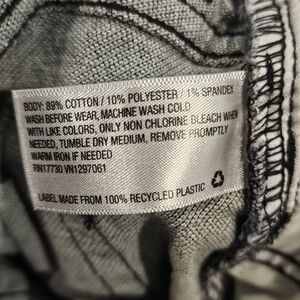 BODY: 89% COTTON / 10% POLYESTER / 1% SPANDEX
WASH BEFORE WEAR, MACHINE WASH COLD
WITH LIKE COLORS, ONLY NON CHLORINE BLEACH WHEN
NEEDED, TUMBLE DRY MEDIUM, REMOVE PROMPTLY
WARM IRON IF NEEDED
RN17730 VN1297061
LABEL MADE FROM 100% RECYCLED PLASTIC